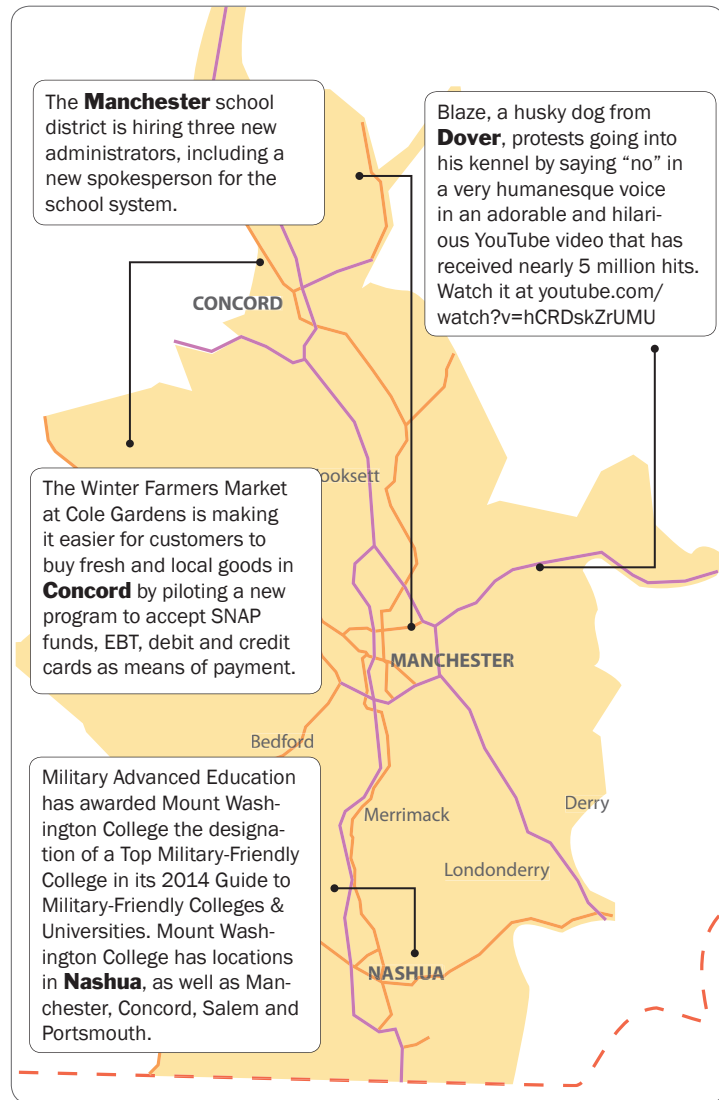 The Manchester school
district is hiring three new
administrators, including a
new spokesperson for the
school system.
Blaze, a husky dog from
Dover, protests going into
his kennel by saying “no” in
a very humanesque voice
in an adorable and hilari-
ous YouTube video that has
received nearly 5 million hits.
Watch it at youtube.com/
watch?v=hCRDskZrUMU
CONCORD
ooksett
The Winter Farmers Market
at Cole Gardens is making
it easier for customers to
buy fresh and local goods in
Concord by piloting a new
program to accept SNAP
funds, EBT, debit and credit
cards as means of payment.
MANCHESTER
Bedford
Merrimack
Derry
Londonderry
Military Advanced Education
has awarded Mount Wash-
ington College the designa-
tion of a Top Military-Friendly
College in its 2014 Guide to
Military-Friendly Colleges &
Universities. Mount Wash-
ington College has locations
in Nashua, as well as Man-
chester, Concord, Salem and
Portsmouth.
NASHUA